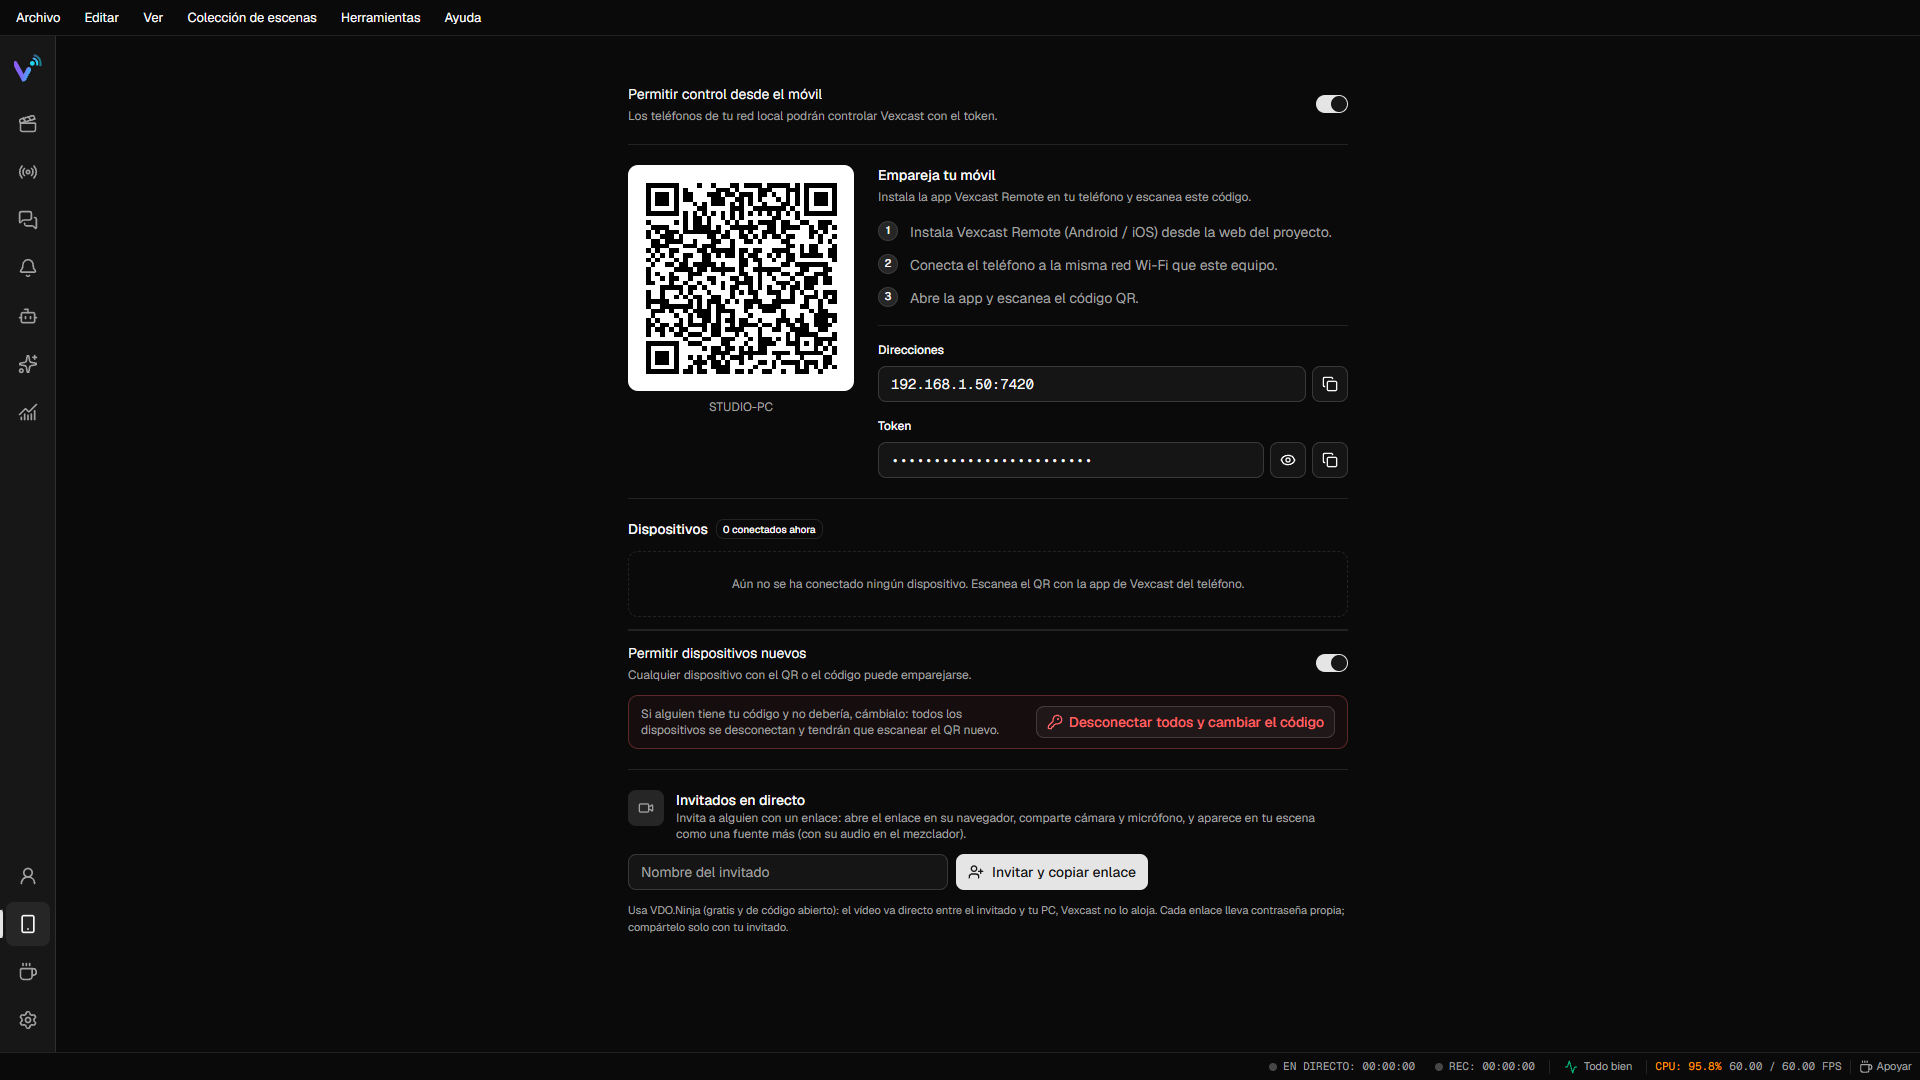 Archivo Editar Ver Colección de escenas Herramientas Ayuda
Permitir control desde el móvil
Los teléfonos de tu red local podrán controlar Vexcast con el token.
Empareja tu móvil
Instala la app Vexcast Remote en tu teléfono y escanea este código.
1 Instala Vexcast Remote (Android / iOS) desde la web del proyecto.
2 Conecta el teléfono a la misma red Wi-Fi que este equipo.
3 Abre la app y escanea el código QR.
STUDIO-PC
Direcciones
192.168.1.50:7420
Token
••••••••••••••••••••••••
Dispositivos 0 conectados ahora
Aún no se ha conectado ningún dispositivo. Escanea el QR con la app de Vexcast del teléfono.
Permitir dispositivos nuevos
Cualquier dispositivo con el QR o el código puede emparejarse.
Si alguien tiene tu código y no debería, cámbialo: todos los
dispositivos se desconectan y tendrán que escanear el QR nuevo.
Desconectar todos y cambiar el código
Invitados en directo
Invita a alguien con un enlace: abre el enlace en su navegador, comparte cámara y micrófono, y aparece en tu escena
como una fuente más (con su audio en el mezclador).
Nombre del invitado
Invitar y copiar enlace
Usa VDO.Ninja (gratis y de código abierto): el vídeo va directo entre el invitado y tu PC, Vexcast no lo aloja. Cada enlace lleva contraseña propia;
compártelo solo con tu invitado.
EN DIRECTO: 00:00:00 REC: 00:00:00 Todo bien CPU: 95.8% 60.00 / 60.00 FPS Apoyar